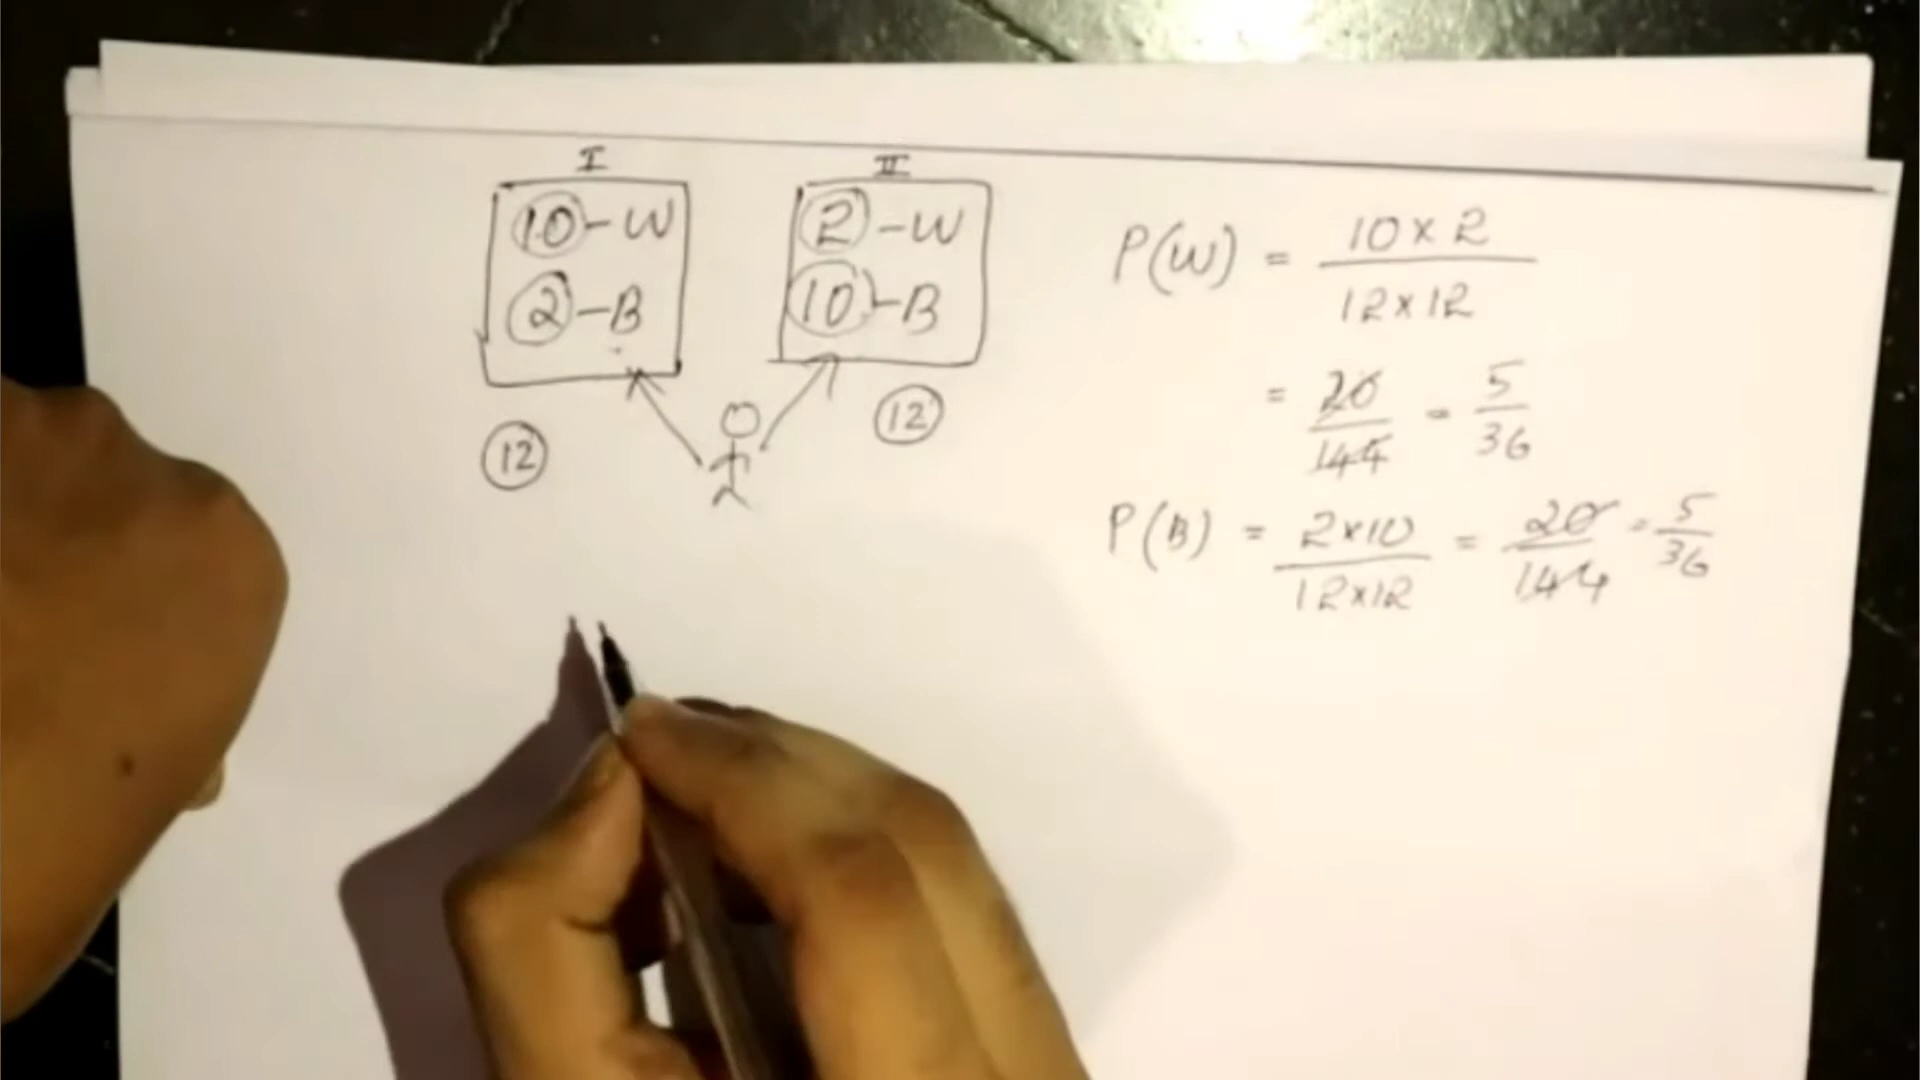 I
10-W
2-B
12
II
2-W
10-B
12
P(W) = 10×2 / 12×12
= 20/144 = 5/36
P(B) = 2×10 / 12×12 = 20/144 = 5/36